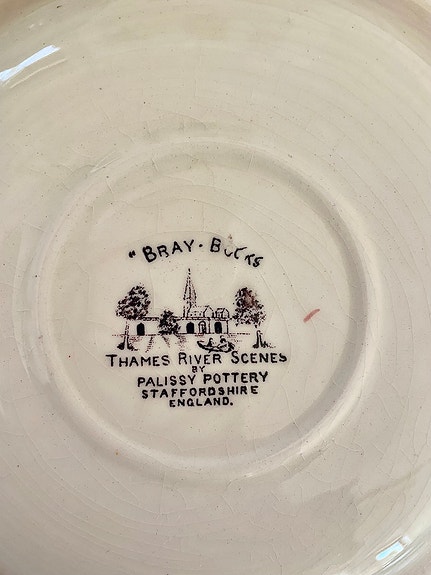 "BRAY · BUCKS
THAMES RIVER SCENES
BY
PALISSY POTTERY
STAFFORDSHIRE
ENGLAND.